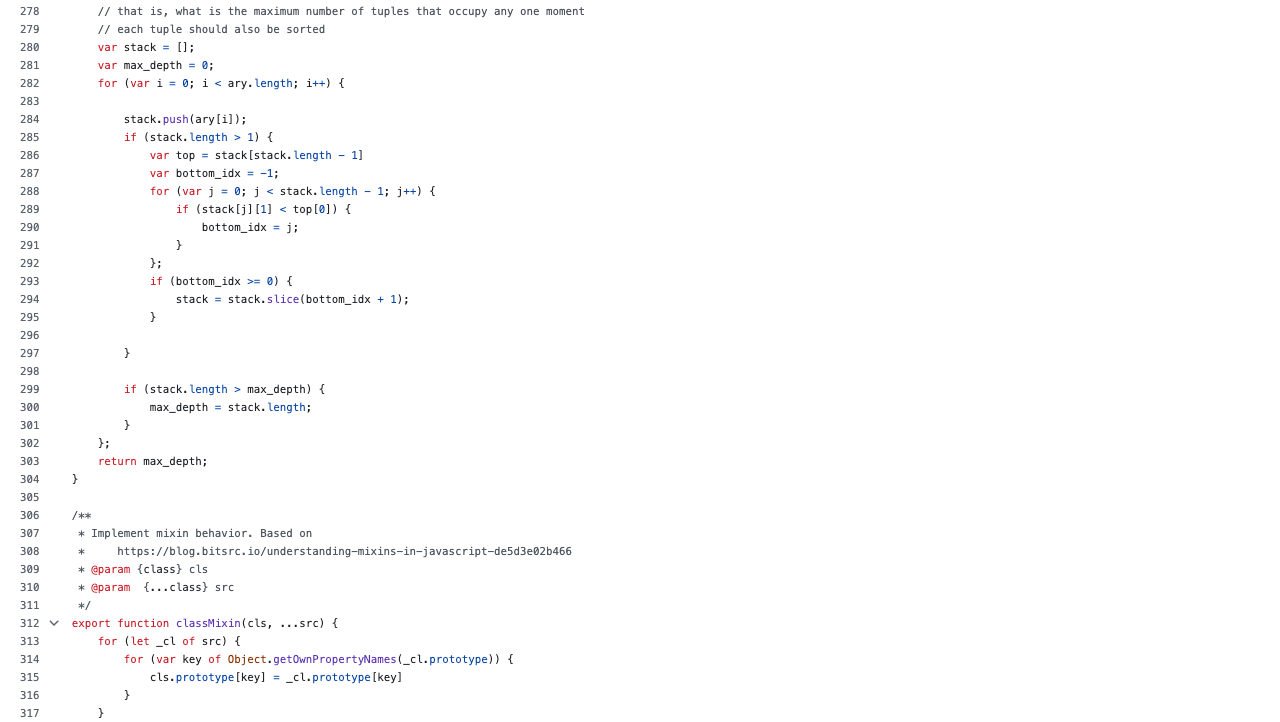 278 // that is, what is the maximum number of tuples that occupy any one moment
279 // each tuple should also be sorted
280 var stack = [];
281 var max_depth = 0;
282 for (var i = 0; i < ary.length; i++) {
283
284 stack.push(ary[i]);
285 if (stack.length > 1) {
286 var top = stack[stack.length - 1]
287 var bottom_idx = -1;
288 for (var j = 0; j < stack.length - 1; j++) {
289 if (stack[j][1] < top[0]) {
290 bottom_idx = j;
291 }
292 };
293 if (bottom_idx >= 0) {
294 stack = stack.slice(bottom_idx + 1);
295 }
296
297 }
298
299 if (stack.length > max_depth) {
300 max_depth = stack.length;
301 }
302 };
303 return max_depth;
304 }
305
306 /**
307 * Implement mixin behavior. Based on
308 *     https://blog.bitsrc.io/understanding-mixins-in-javascript-de5d3e02b466
309 * @param {class} cls
310 * @param  {...class} src
311 */
312 export function classMixin(cls, ...src) {
313 for (let _cl of src) {
314 for (var key of Object.getOwnPropertyNames(_cl.prototype)) {
315 cls.prototype[key] = _cl.prototype[key]
316 }
317 }